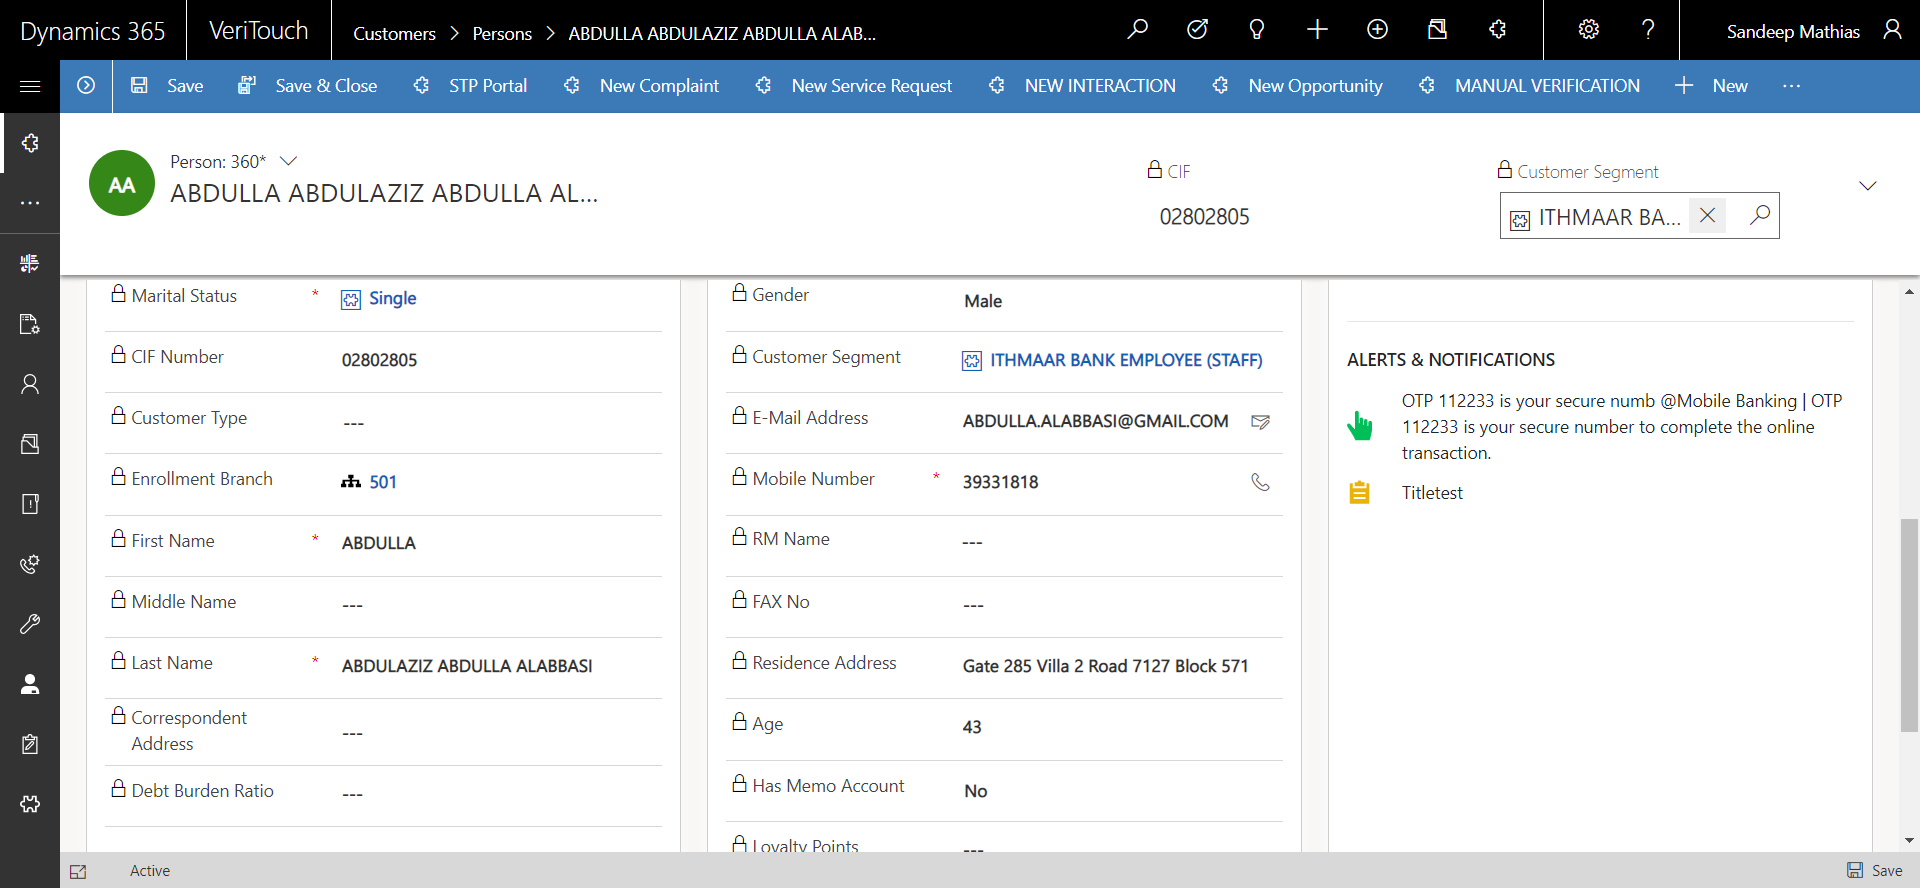 Dynamics 365
VeriTouch
Customers > Persons > ABDULLA ABDULAZIZ ABDULLA ALAB...
Sandeep Mathias
Save
Save & Close
STP Portal
New Complaint
New Service Request
NEW INTERACTION
New Opportunity
MANUAL VERIFICATION
New
AA
Person: 360*
ABDULLA ABDULAZIZ ABDULLA AL...
CIF
02802805
Customer Segment
ITHMAAR BA...
Marital Status * Single
CIF Number 02802805
Customer Type ---
Enrollment Branch 501
First Name * ABDULLA
Middle Name ---
Last Name * ABDULAZIZ ABDULLA ALABBASI
Correspondent
Address ---
Debt Burden Ratio ---
Gender Male
Customer Segment ITHMAAR BANK EMPLOYEE (STAFF)
E-Mail Address ABDULLA.ALABBASI@GMAIL.COM
Mobile Number * 39331818
RM Name ---
FAX No ---
Residence Address Gate 285 Villa 2 Road 7127 Block 571
Age 43
Has Memo Account No
Loyalty Points ---
ALERTS & NOTIFICATIONS
OTP 112233 is your secure numb @Mobile Banking | OTP
112233 is your secure number to complete the online
transaction.
Titletest
Active
Save